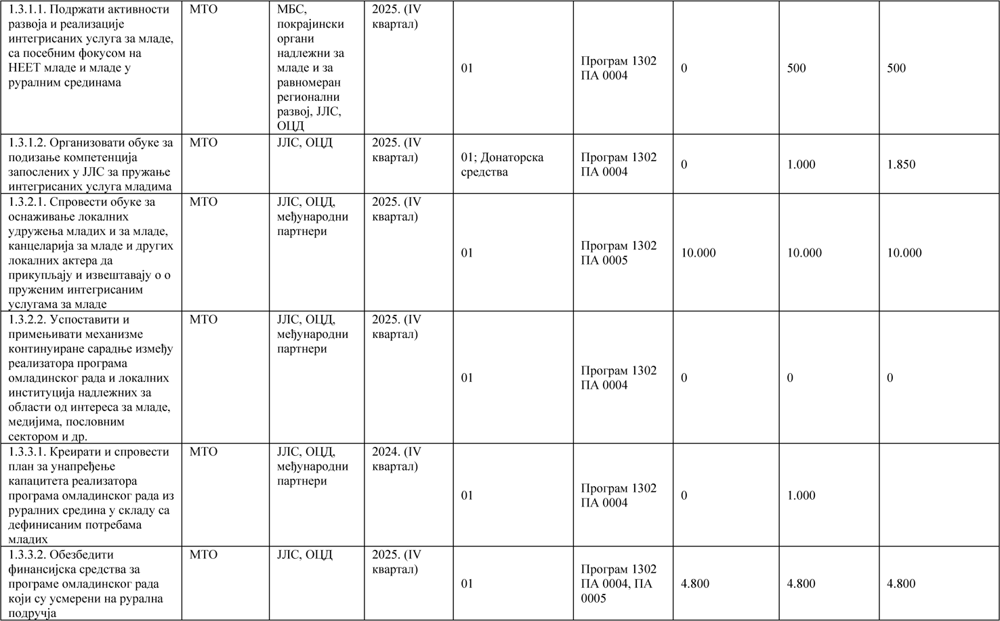 1.3.1.1. Подржати активности
развоја и реализације
интегрисаних услуга за младе,
са посебним фокусом на
НЕЕТ младе и младе у
руралним срединама
МТО
МБС,
покрајински
органи
надлежни за
младе и за
равномеран
регионални
развој, ЈЛС,
ОЦД
2025. (IV
квартал)
01
Програм 1302
ПА 0004
0
500
500
1.3.1.2. Организовати обуке за
подизање компетенција
запослених у ЈЛС за пружање
интегрисаних услуга младима
МТО
ЈЛС, ОЦД
2025. (IV
квартал)
01; Донаторска
средства
Програм 1302
ПА 0004
0
1.000
1.850
1.3.2.1. Спровести обуке за
оснаживање локалних
удружења младих и за младе,
канцеларија за младе и других
локалних актера да
прикупљају и извештавају о о
пруженим интегрисаним
услугама за младе
МТО
ЈЛС, ОЦД,
међународни
партнери
2025. (IV
квартал)
01
Програм 1302
ПА 0005
10.000
10.000
10.000
1.3.2.2. Успоставити и
примењивати механизме
континуиране сарадње између
реализатора програма
омладинског рада и локалних
институција надлежних за
области од интереса за младе,
медијима, пословним
сектором и др.
МТО
ЈЛС, ОЦД,
међународни
партнери
2025. (IV
квартал)
01
Програм 1302
ПА 0004
0
0
0
1.3.3.1. Креирати и спровести
план за унапређење
капацитета реализатора
програма омладинског рада из
руралних средина у складу са
дефинисаним потребама
младих
МТО
ЈЛС, ОЦД,
међународни
партнери
2024. (IV
квартал)
01
Програм 1302
ПА 0004
0
1.000
1.3.3.2. Обезбедити
финансијска средства за
програме омладинског рада
који су усмерени на рурална
подручја
МТО
ЈЛС, ОЦД
2025. (IV
квартал)
01
Програм 1302
ПА 0004, ПА
0005
4.800
4.800
4.800